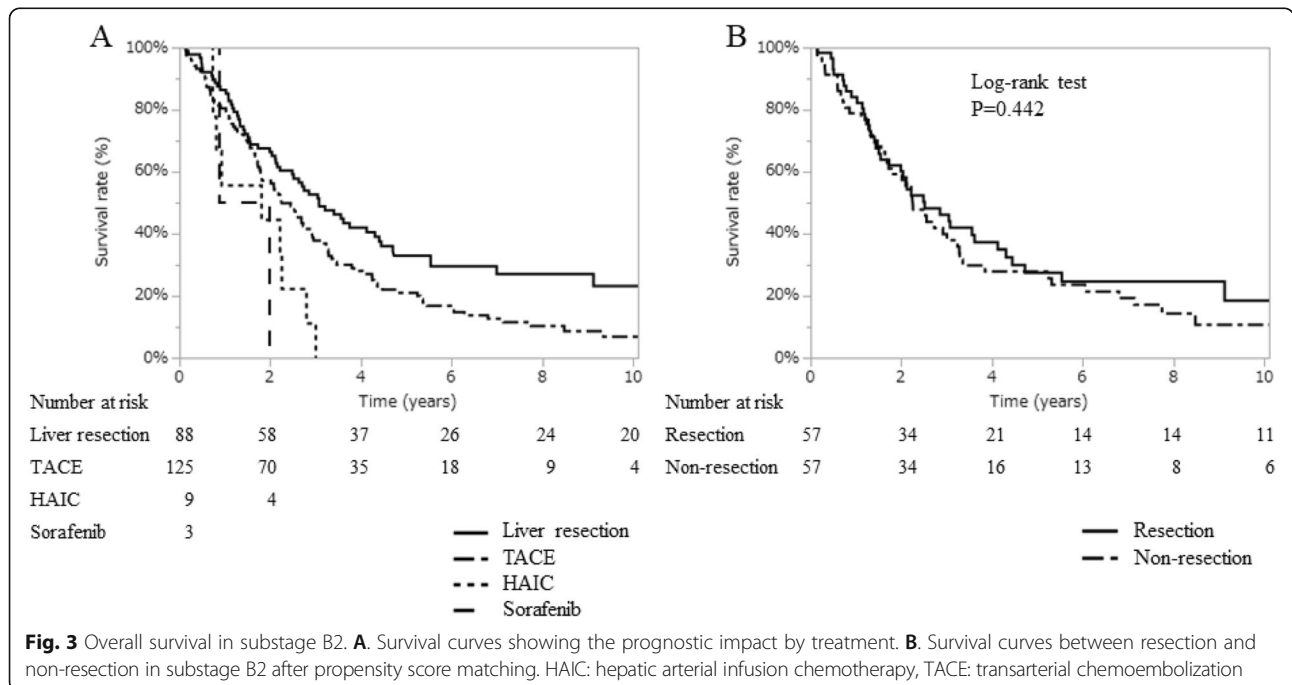 A
100%
80%
60%
40%
20%
0%
Survival rate (%)
0 2 4 6 8 10
Time (years)
Number at risk
Liver resection 88 58 37 26 24 20
TACE 125 70 35 18 9 4
HAIC 9 4
Sorafenib 3
Liver resection
TACE
HAIC
Sorafenib
B
100%
80%
60%
40%
20%
0%
Survival rate (%)
Log-rank test
P=0.442
0 2 4 6 8 10
Time (years)
Number at risk
Resection 57 34 21 14 14 11
Non-resection 57 34 16 13 8 6
Resection
Non-resection
Fig. 3 Overall survival in substage B2. A. Survival curves showing the prognostic impact by treatment. B. Survival curves between resection and
non-resection in substage B2 after propensity score matching. HAIC: hepatic arterial infusion chemotherapy, TACE: transarterial chemoembolization